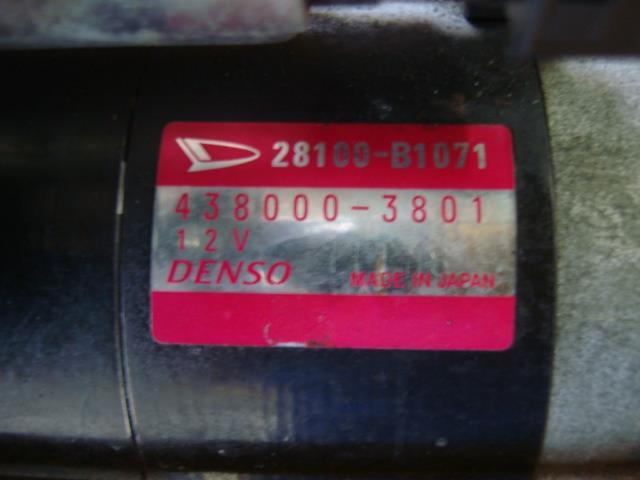 28100-B1071
438000-3801
12V
DENSO MADE IN JAPAN